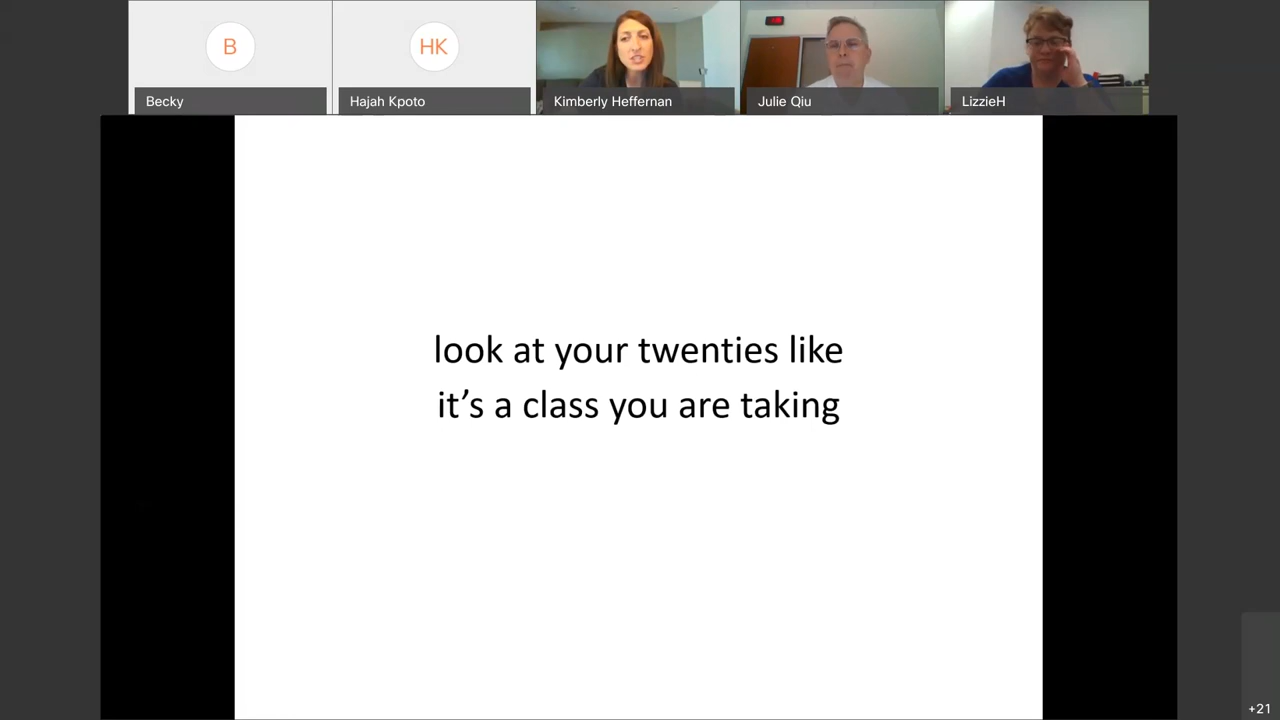 B
HK
Becky
Hajah Kpoto
Kimberly Heffernan
Julie Qiu
LizzieH
look at your twenties like
it’s a class you are taking
+21